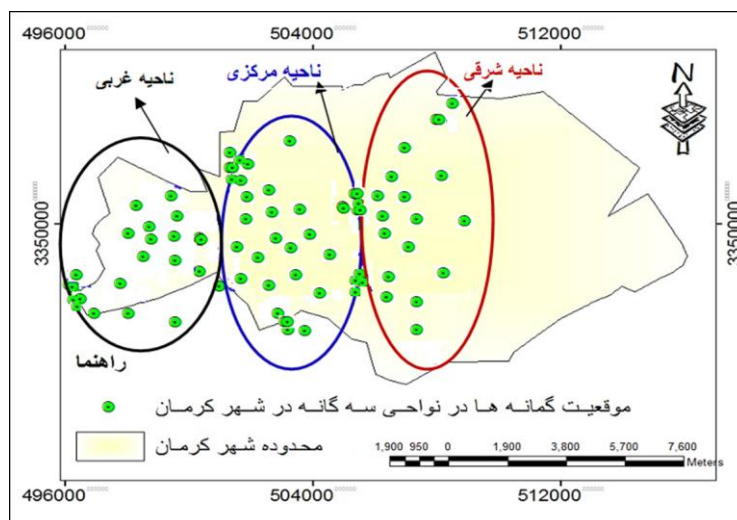 496000 504000 512000
ناحیه غربی
ناحیه مرکزی
ناحیه شرقی
N
3350000
3350000
راهنما
موقعیت گمانه ها در نواحی سه گانه در شهر کرمان
محدوده شهر کرمان
1,900 950 0 1,900 3,800 5,700 7,600
Meters
496000 504000 512000